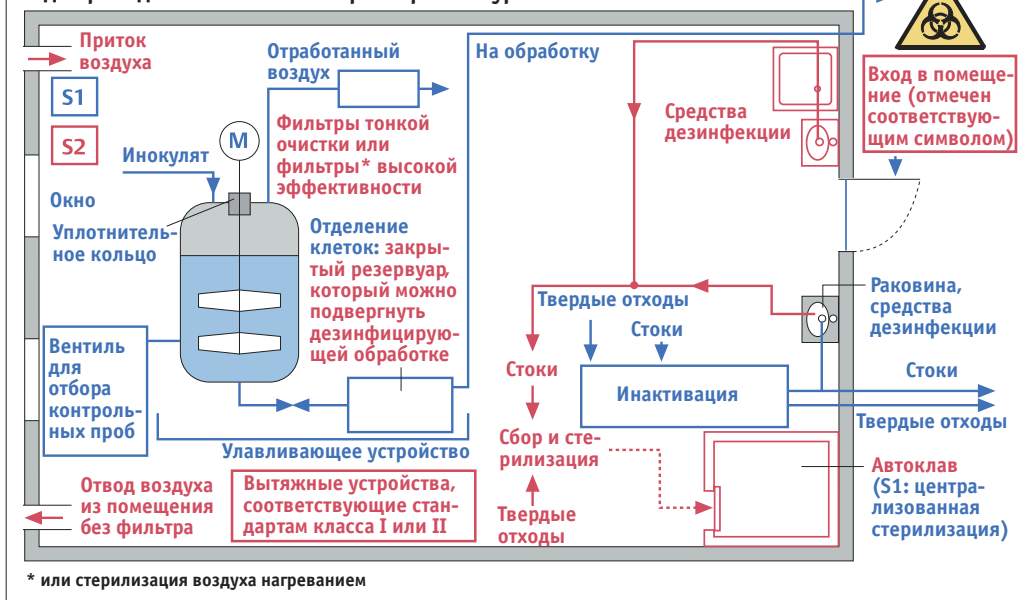 Приток
воздуха
S1
S2
Отработанный
воздух
На обработку
М
Инокулят
Фильтры тонкой
очистки или
фильтры* высокой
эффективности
Окно
Уплотнитель-
ное кольцо
Отделение
клеток: закры-
тый резервуар,
который можно
подвергнуть
дезинфицирую-
щей обработке
Вентиль
для
отбора
контроль-
ных проб
Улавливающее устройство
Отвод воздуха
из помещения
без фильтра
Вытяжные устройства,
соответствующие стан-
дартам класса I или II
Средства
дезинфекции
Вход в помеще-
ние (отмечен
соответствую-
щим символом)
Твердые отходы
Стоки
Стоки
Инактивация
Раковина,
средства
дезинфекции
Стоки
Твердые отходы
Сбор и сте-
рилизация
Твердые
отходы
Автоклав
(S1: центра-
лизованная
стерилизация)
* или стерилизация воздуха нагреванием